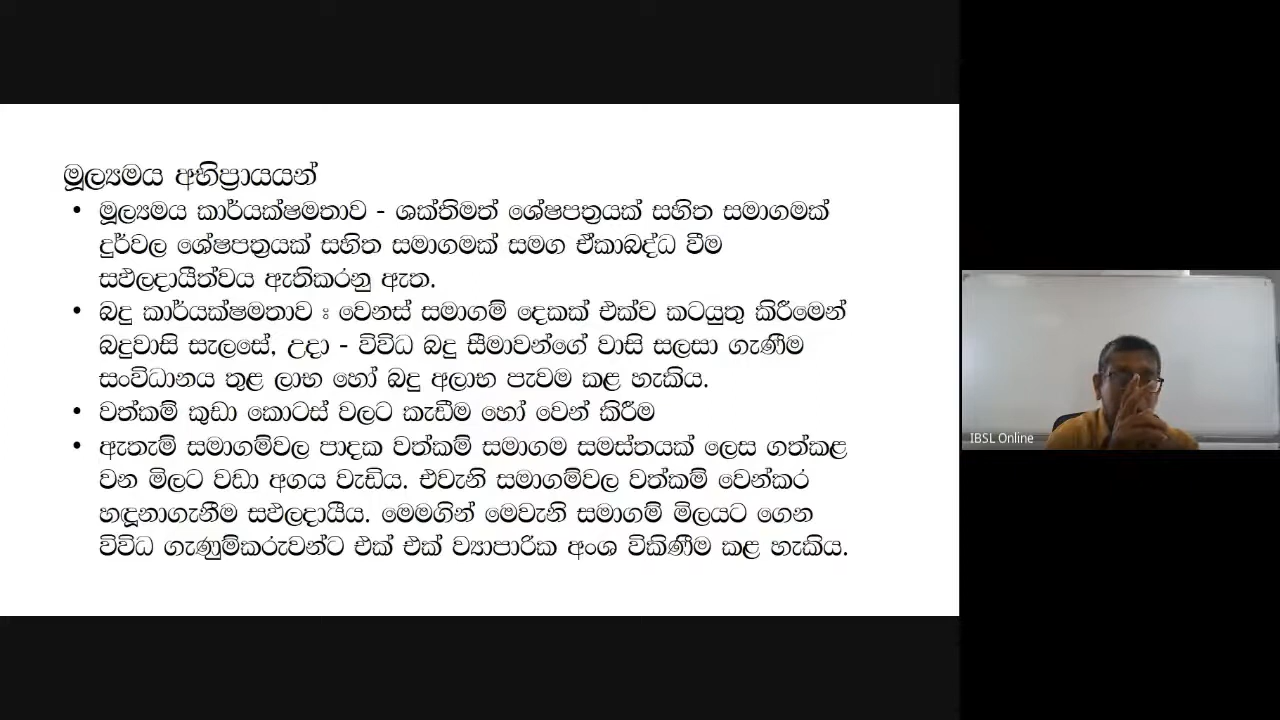 මූල්‍යමය අභිප්‍රායයන්
• මූල්‍යමය කාර්යක්ෂමතාව - ශක්තිමත් ශේෂපත්‍රයක් සහිත සමාගමක්
දුර්වල ශේෂපත්‍රයක් සහිත සමාගමක් සමග ඒකාබද්ධ වීම
සඵලදායීත්වය ඇතිකරනු ඇත.
• බදු කාර්යක්ෂමතාව : වෙනස් සමාගම් දෙකක් එක්ව කටයුතු කිරීමෙන්
බදුවාසි සැලසේ, උදා - විවිධ බදු සීමාවන්ගේ වාසි සලසා ගැණීම
සංවිධානය තුළ ලාභ හෝ බදු අලාභ පැවම කළ හැකිය.
• වත්කම් කුඩා කොටස් වලට කැඩීම හෝ වෙන් කිරීම
• ඇතැම් සමාගම්වල පාදක වත්කම් සමාගම සමස්තයක් ලෙස ගත්කළ
වන මිලට වඩා අගය වැඩිය. එවැනි සමාගම්වල වත්කම් වෙන්කර
හඳූනාගැනීම සඵලදායීය. මෙමගින් මෙවැනි සමාගම් මිලයට ගෙන
විවිධ ගැණුම්කරුවන්ට එක් එක් ව්‍යාපාරික අංශ විකිණීම කළ හැකිය.
IBSL Online